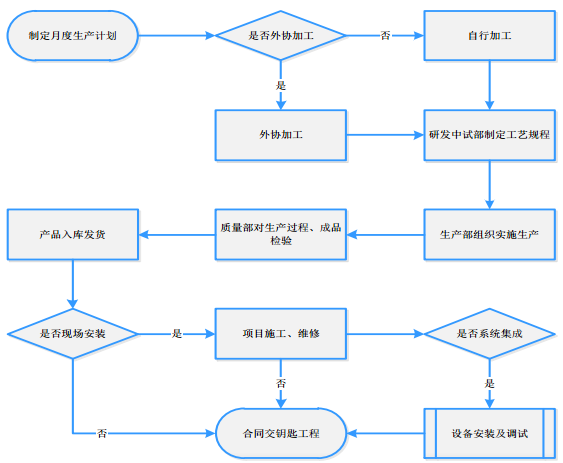 制定月度生产计划
是否外协加工
否
自行加工
是
外协加工
研发中试部制定工艺规程
产品入库发货
质量部对生产过程、成品
检验
生产部组织实施生产
是否现场安装
是
项目施工、维修
是否系统集成
否
是
否
合同交钥匙工程
设备安装及调试